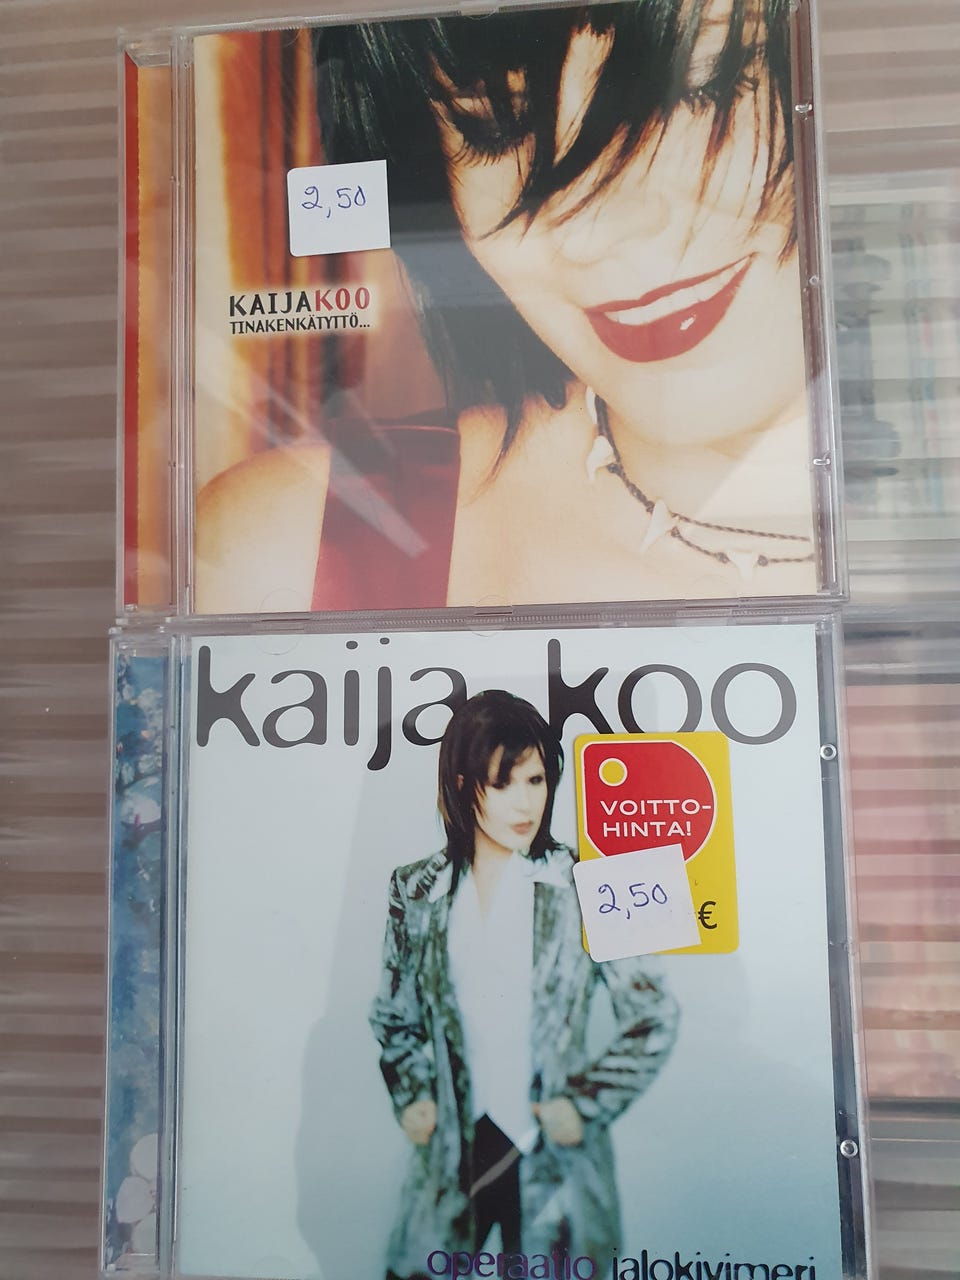 2,50
KAIJAKOO
TINAKENKÄTYTTÖ...
kaija koo
VOITTO-
HINTA!
2,50
€
operaatio jalokivimeri